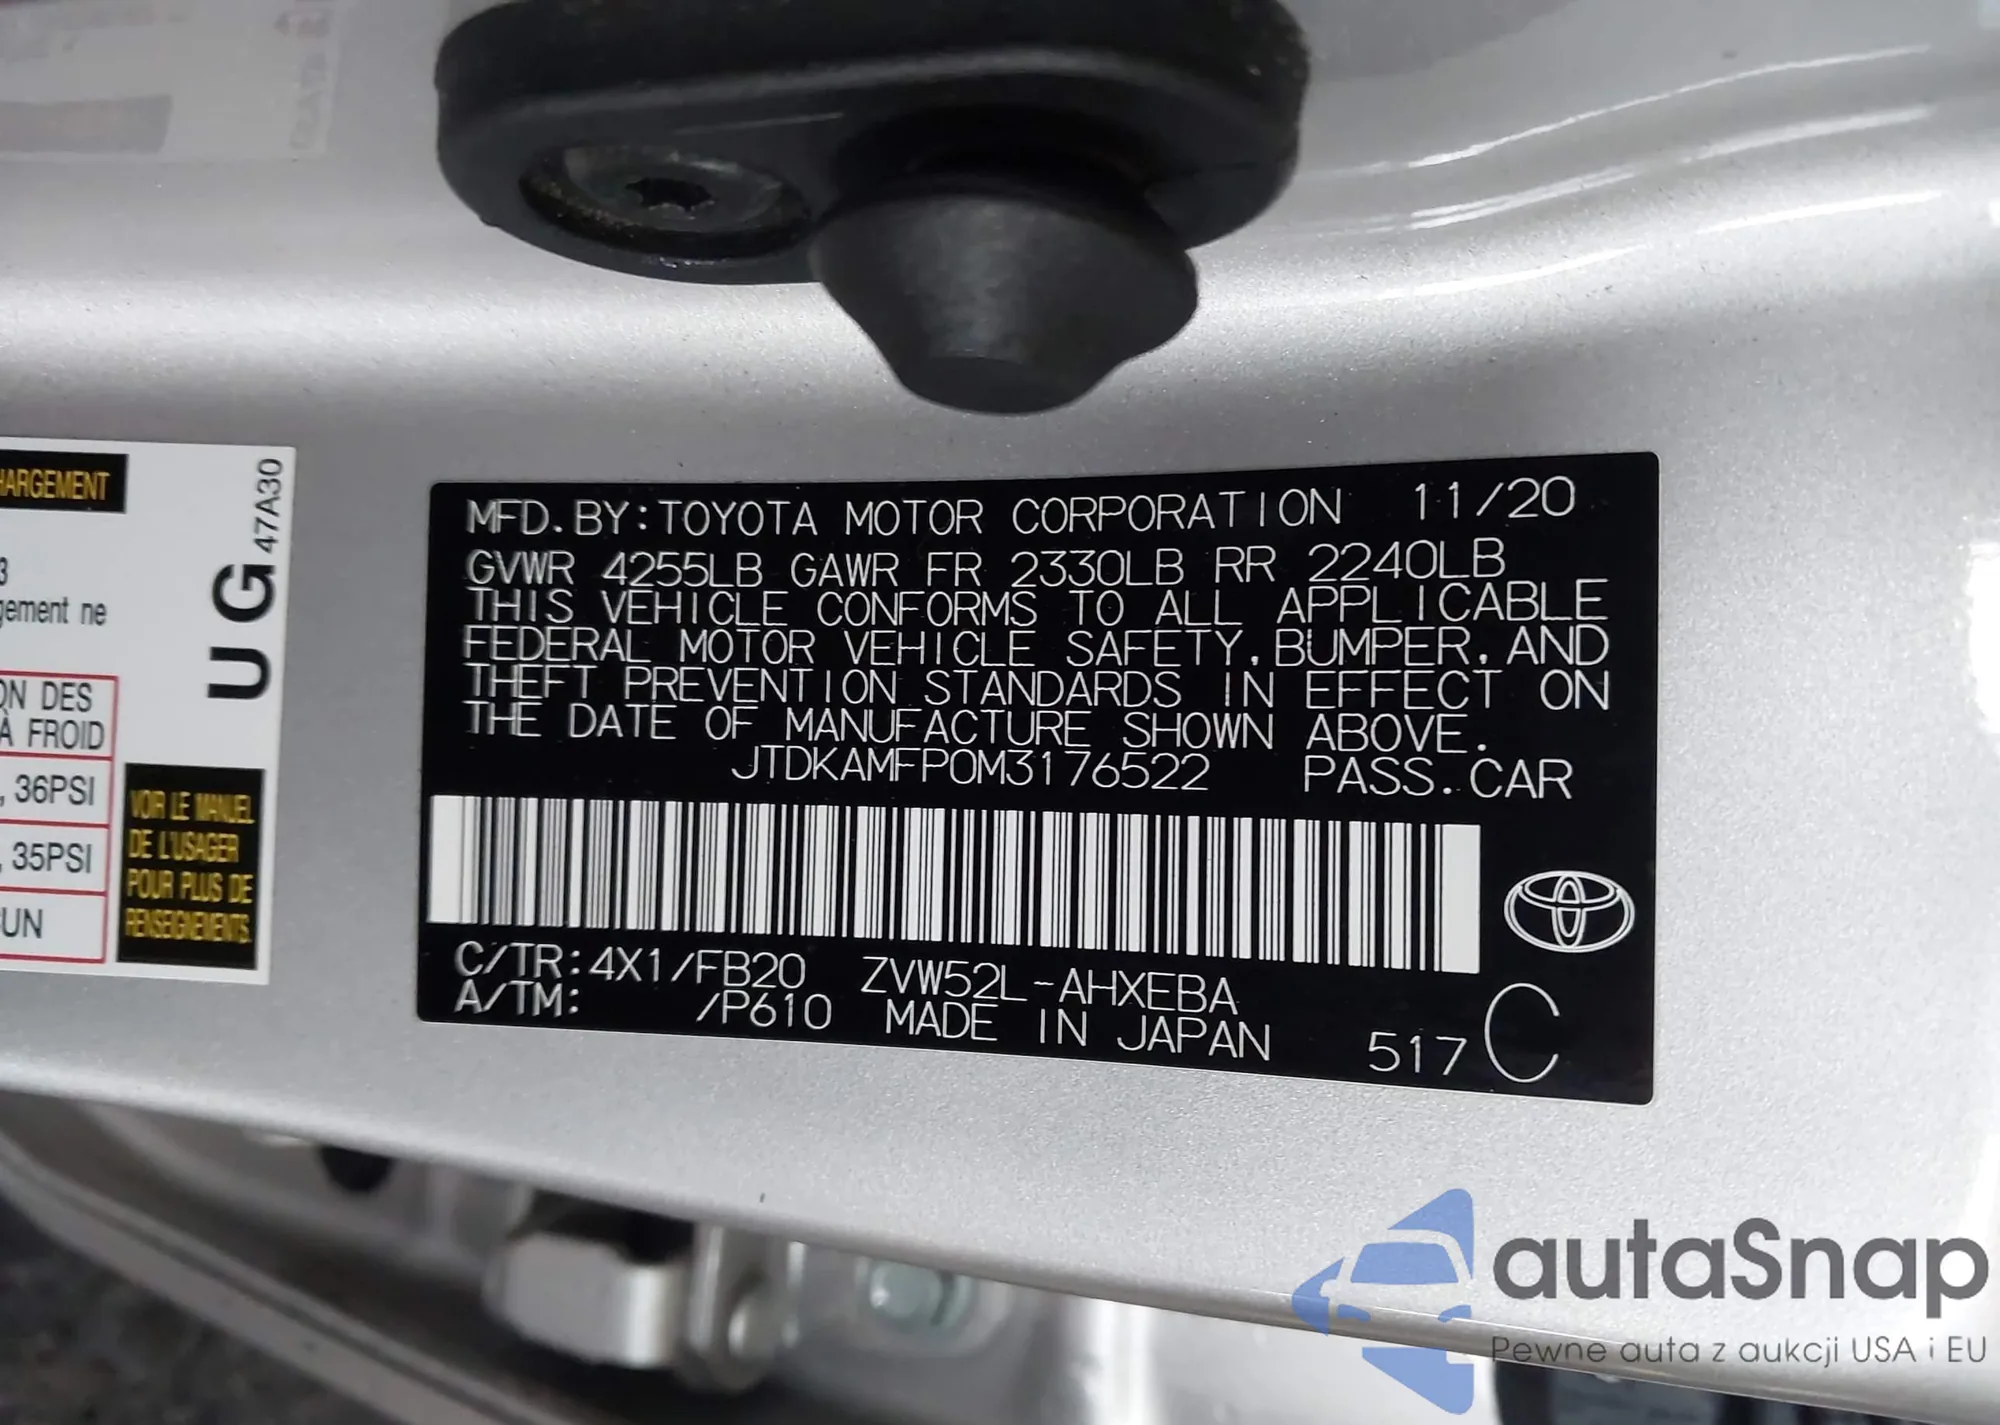 HARGEMENT
47A30
UG
3
gement ne
ON DES
À FROID
, 36PSI
, 35PSI
CUN
VOIR LE MANUEL
DE L'USAGER
POUR PLUS DE
RENSEIGNEMENTS.
MFD.BY:TOYOTA MOTOR CORPORATION 11/20
GVWR 4255LB GAWR FR 2330LB RR 2240LB
THIS VEHICLE CONFORMS TO ALL APPLICABLE
FEDERAL MOTOR VEHICLE SAFETY,BUMPER,AND
THEFT PREVENTION STANDARDS IN EFFECT ON
THE DATE OF MANUFACTURE SHOWN ABOVE.
JTDKAMFP0M3176522 PASS.CAR
C/TR:4X1/FB20 ZVW52L-AHXEBA
A/TM: /P610 MADE IN JAPAN 517 C
autaSnap
Pewne auta z aukcji USA i EU